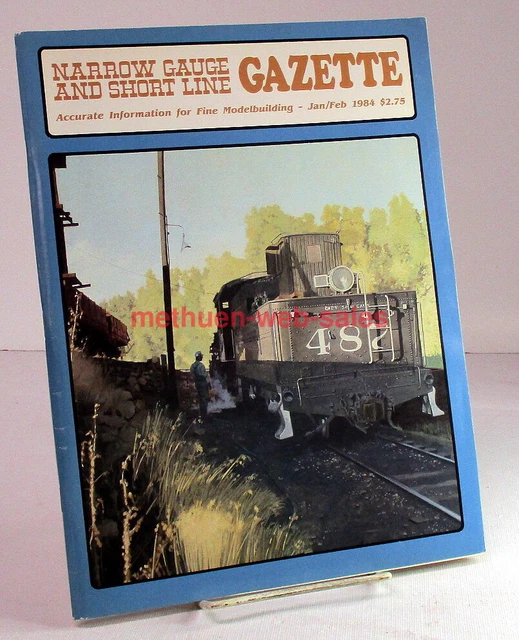 NARROW GAUGE
AND SHORT LINE
GAZETTE
Accurate Information for Fine Modelbuilding - Jan/Feb 1984 $2.75
methuen-web-sales
487